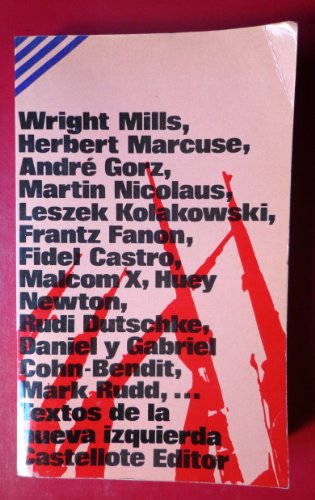 Wright Mills,
Herbert Marcuse,
André Gorz,
Martin Nicolaus,
Leszek Kolakowski,
Frantz Fanon,
Fidel Castro,
Malcom X, Huey
Newton,
Rudi Dutschke,
Daniel y Gabriel
Cohn-Bendit,
Mark Rudd, ...
Textos de la
nueva izquierda
Castellote Editor